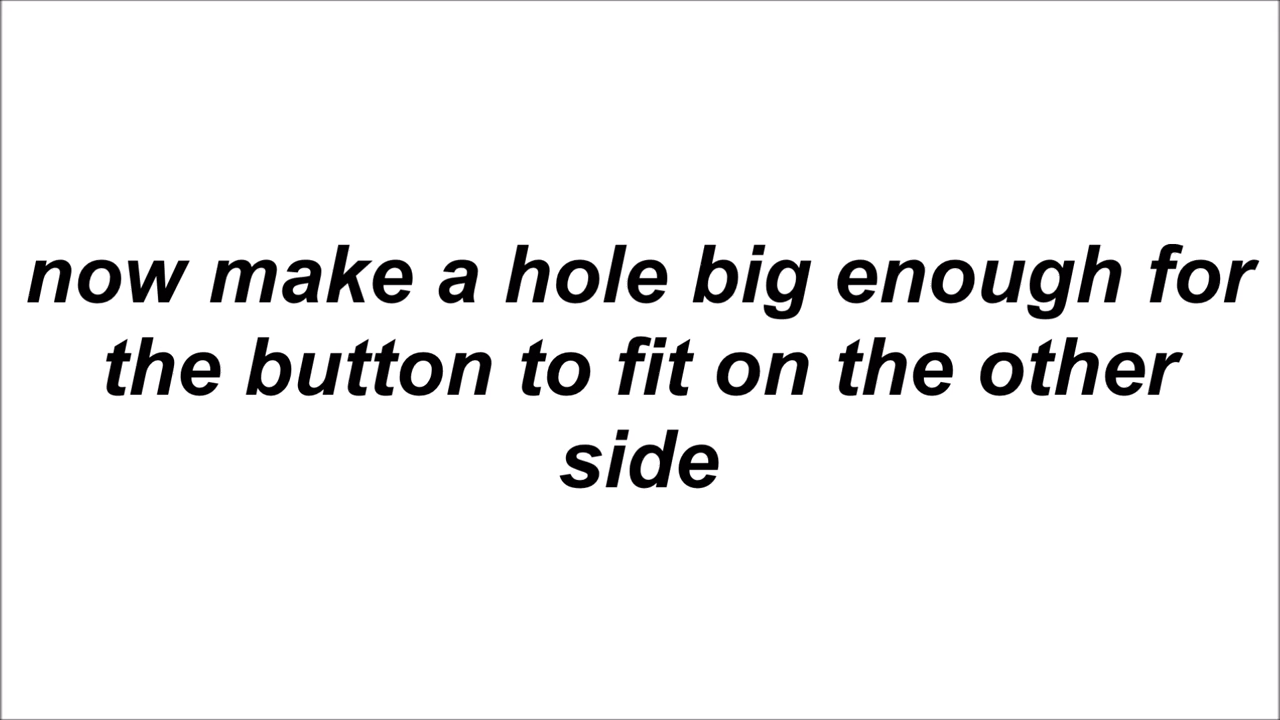 now make a hole big enough for
the button to fit on the other
side